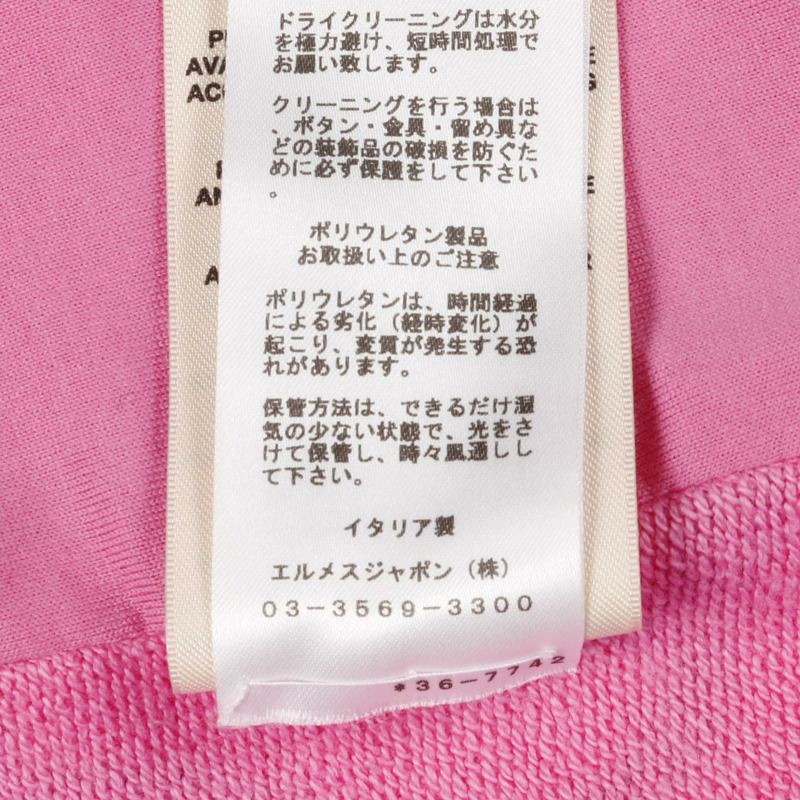 ドライクリーニングは水分
を極力避け、短時間処理で
お願い致します。
クリーニングを行う場合は
、ボタン・金具・留め具な
どの装飾品の破損を防ぐた
めに必ず保護をして下さい
。
ポリウレタン製品
お取扱い上のご注意
ポリウレタンは、時間経過
による劣化（経時変化）が
起こり、変質が発生する恐
れがあります。
保管方法は、できるだけ湿
気の少ない状態で、光をさ
けて保管し、時々風通しし
て下さい。
イタリア製
エルメスジャポン（株）
03-3569-3300
*36-7742